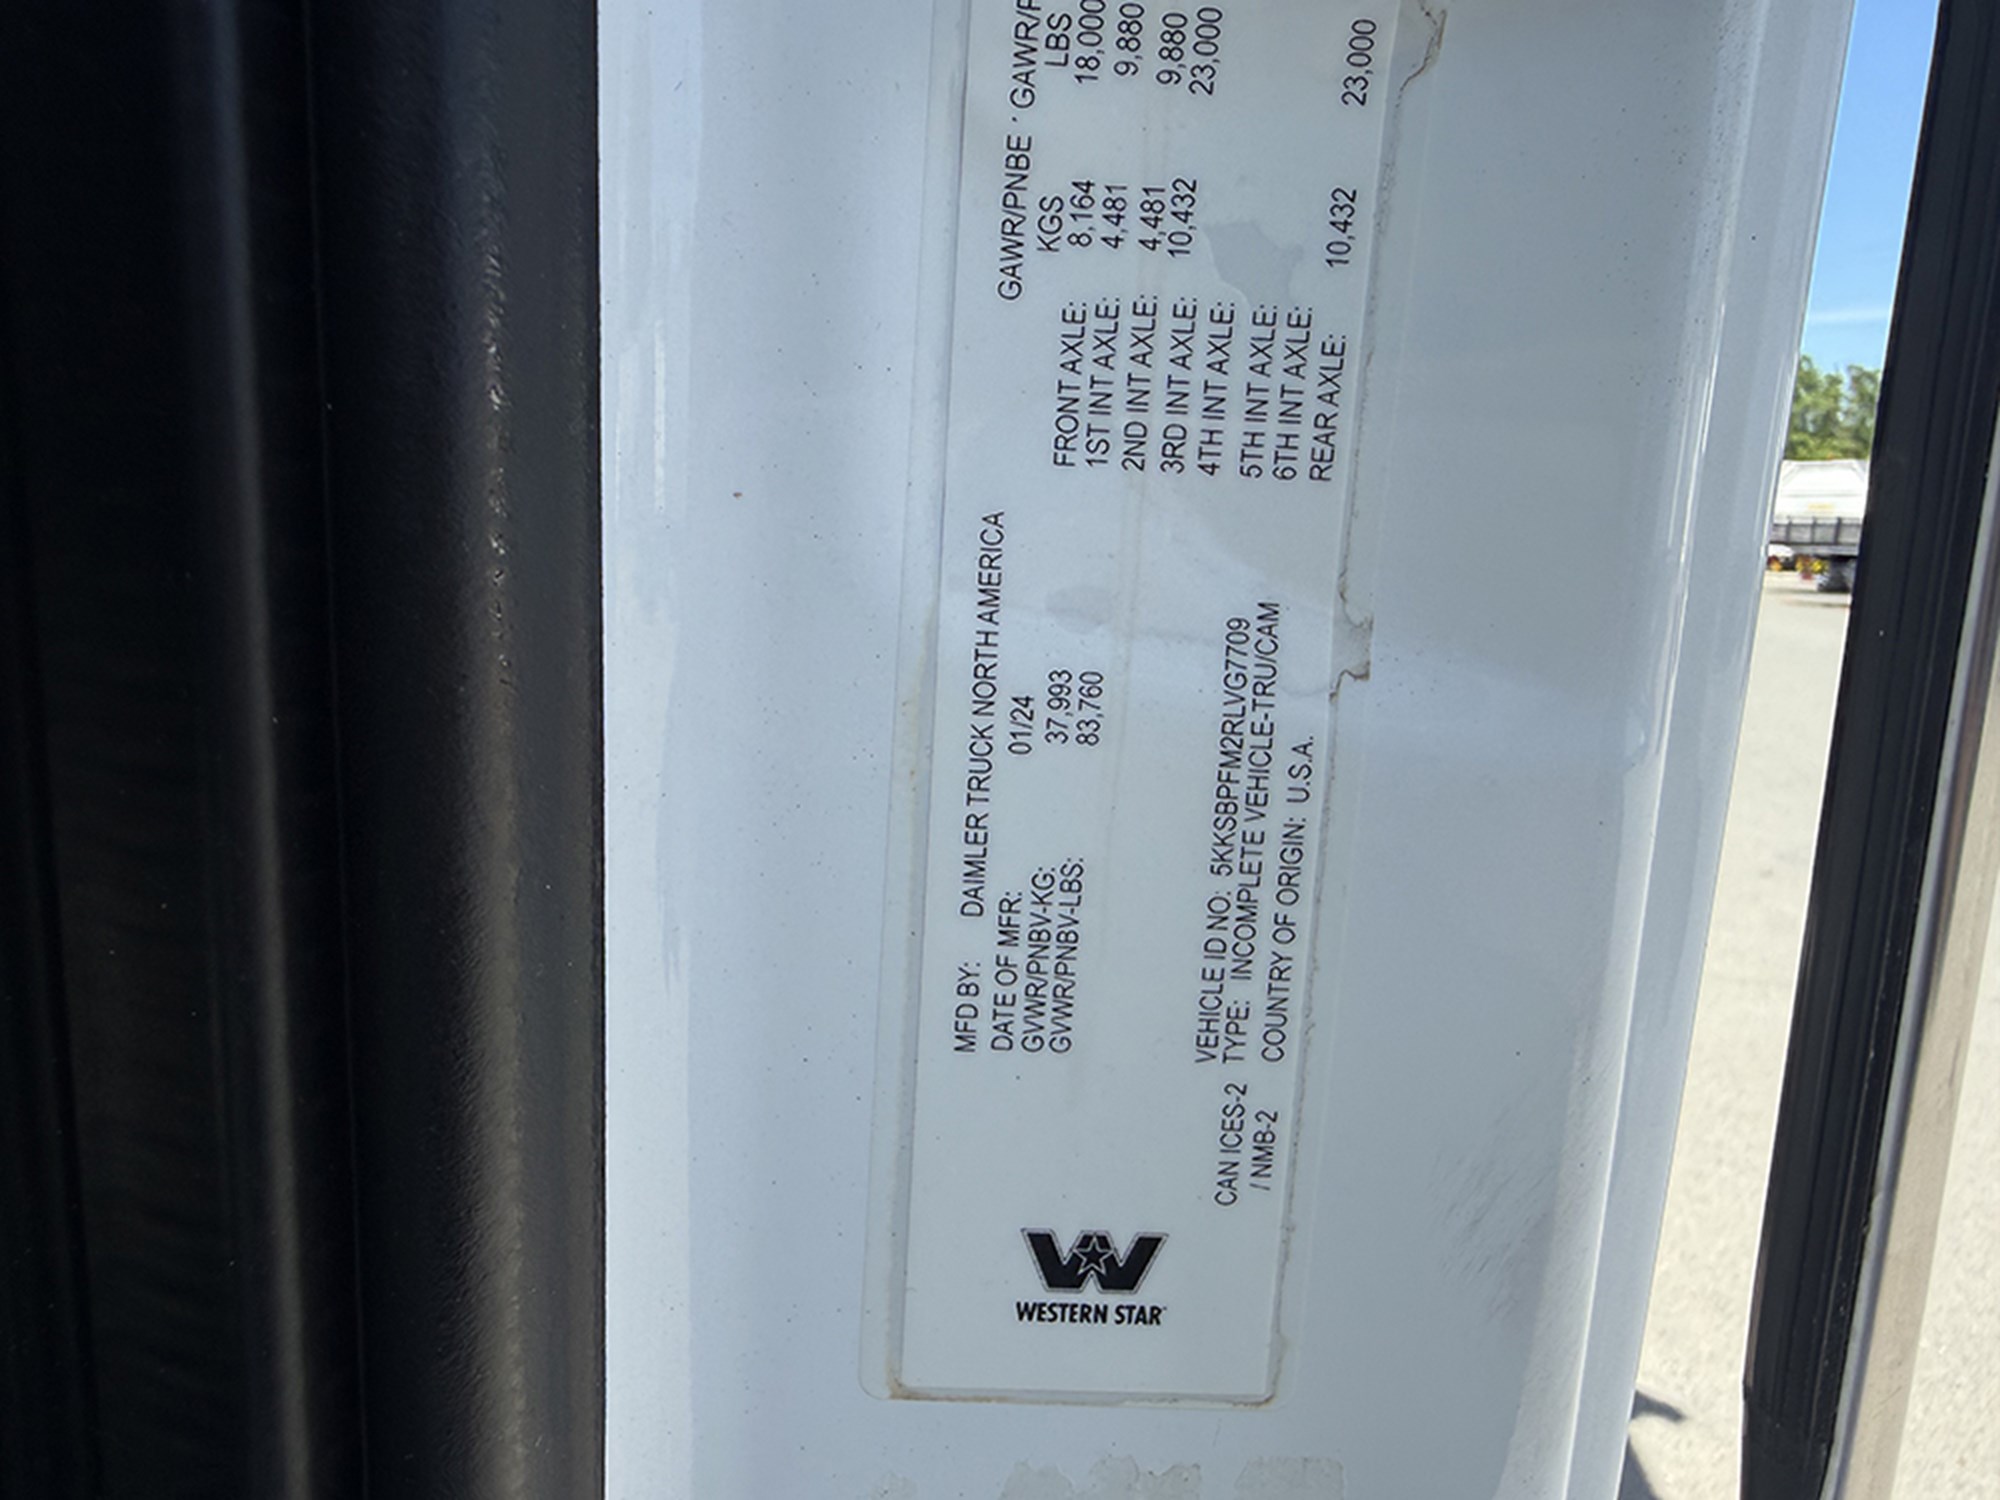 MFD BY: DAIMLER TRUCK NORTH AMERICA
DATE OF MFR: 01/24
GVWR/PNBV-KG: 37,993
GVWR/PNBV-LBS: 83,760
GAWR/PNBE · GAWR/P
KGS LBS
FRONT AXLE: 8,164 18,000
1ST INT AXLE: 4,481 9,880
2ND INT AXLE: 4,481 9,880
3RD INT AXLE: 10,432 23,000
4TH INT AXLE:
5TH INT AXLE:
6TH INT AXLE:
REAR AXLE: 10,432 23,000
VEHICLE ID NO: 5KKSBPFM2RLVG7709
CAN ICES-2 TYPE: INCOMPLETE VEHICLE-TRU/CAM
/ NMB-2 COUNTRY OF ORIGIN: U.S.A.
WESTERN STAR